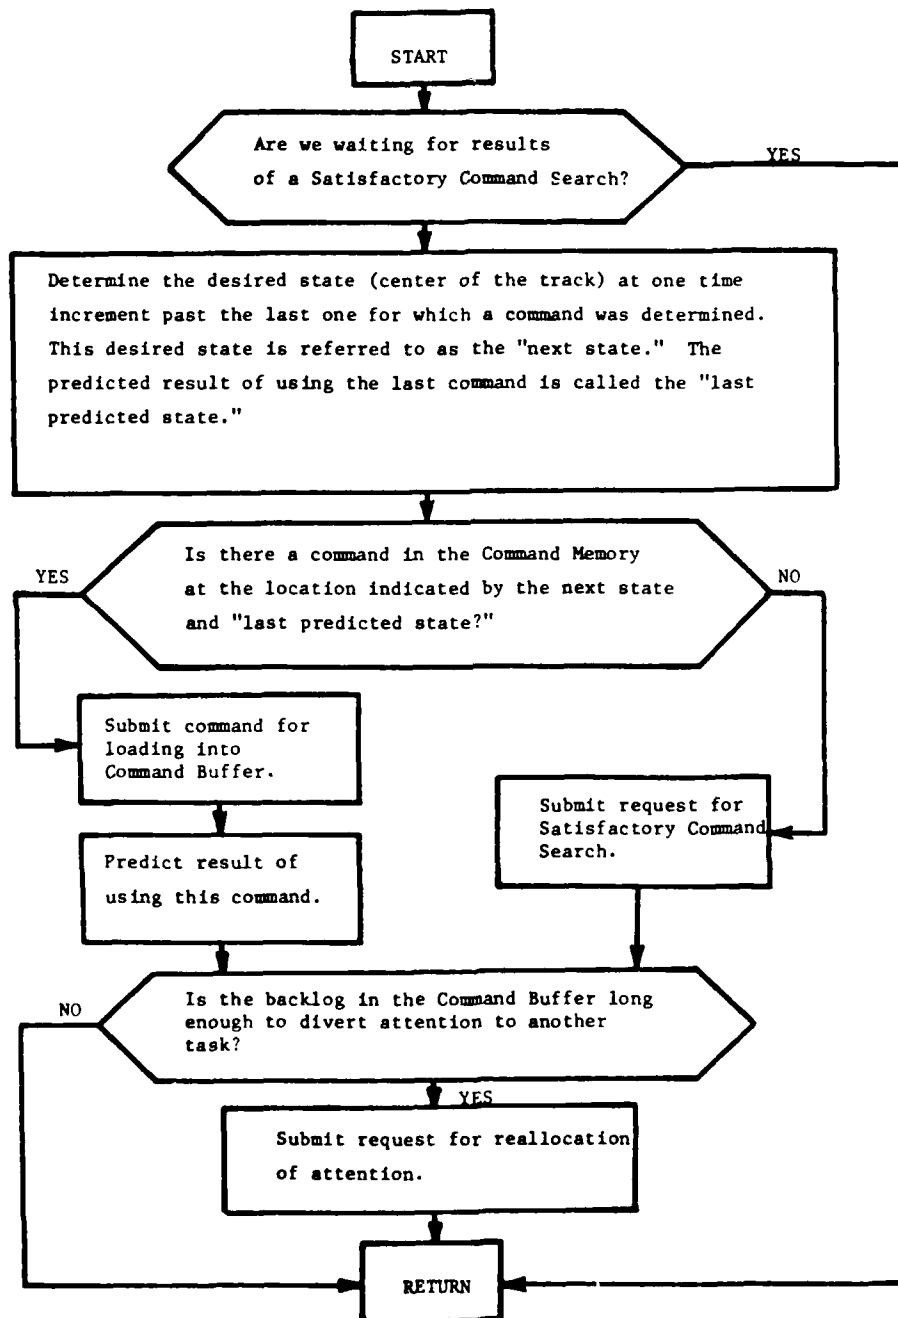 START
Are we waiting for results
of a Satisfactory Command Search?
YES
Determine the desired state (center of the track) at one time
increment past the last one for which a command was determined.
This desired state is referred to as the "next state." The
predicted result of using the last command is called the "last
predicted state."
Is there a command in the Command Memory
at the location indicated by the next state
and "last predicted state?"
YES
NO
Submit command for
loading into
Command Buffer.
Submit request for
Satisfactory Command
Search.
Predict result of
using this command.
Is the backlog in the Command Buffer long
enough to divert attention to another
task?
NO
YES
Submit request for reallocation
of attention.
RETURN